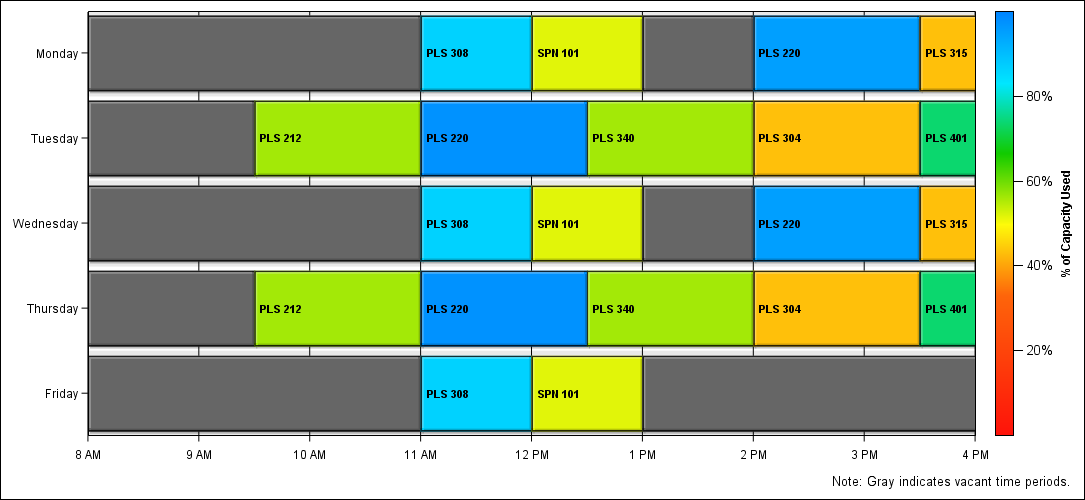 Monday PLS 308 SPN 101 PLS 220 PLS 315
80%
Tuesday PLS 212 PLS 220 PLS 340 PLS 304 PLS 401
60%
Wednesday PLS 308 SPN 101 PLS 220 PLS 315
% of Capacity Used
40%
Thursday PLS 212 PLS 220 PLS 340 PLS 304 PLS 401
20%
Friday PLS 308 SPN 101
8 AM 9 AM 10 AM 11 AM 12 PM 1 PM 2 PM 3 PM 4 PM
Note: Gray indicates vacant time periods.